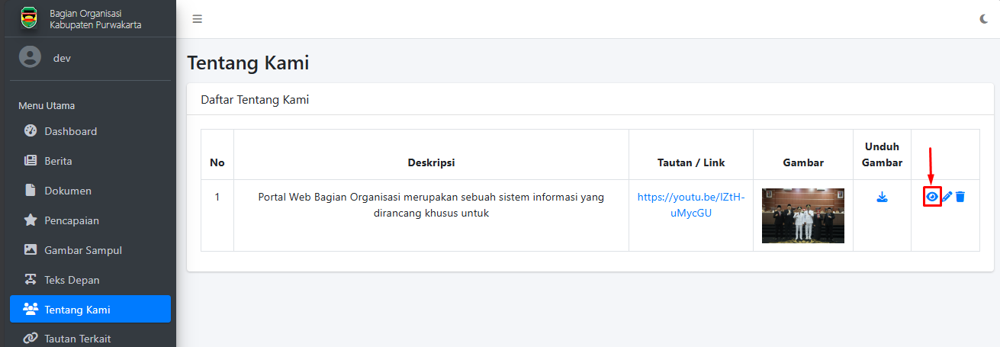 Bagian Organisasi
Kabupaten Purwakarta
dev
Menu Utama
Dashboard
Berita
Dokumen
Pencapaian
Gambar Sampul
Teks Depan
Tentang Kami
Tautan Terkait
Tentang Kami
Daftar Tentang Kami
No
Deskripsi
Tautan / Link
Gambar
Unduh
Gambar
1
Portal Web Bagian Organisasi merupakan sebuah sistem informasi yang
dirancang khusus untuk
https://youtu.be/IZtH-
uMycGU